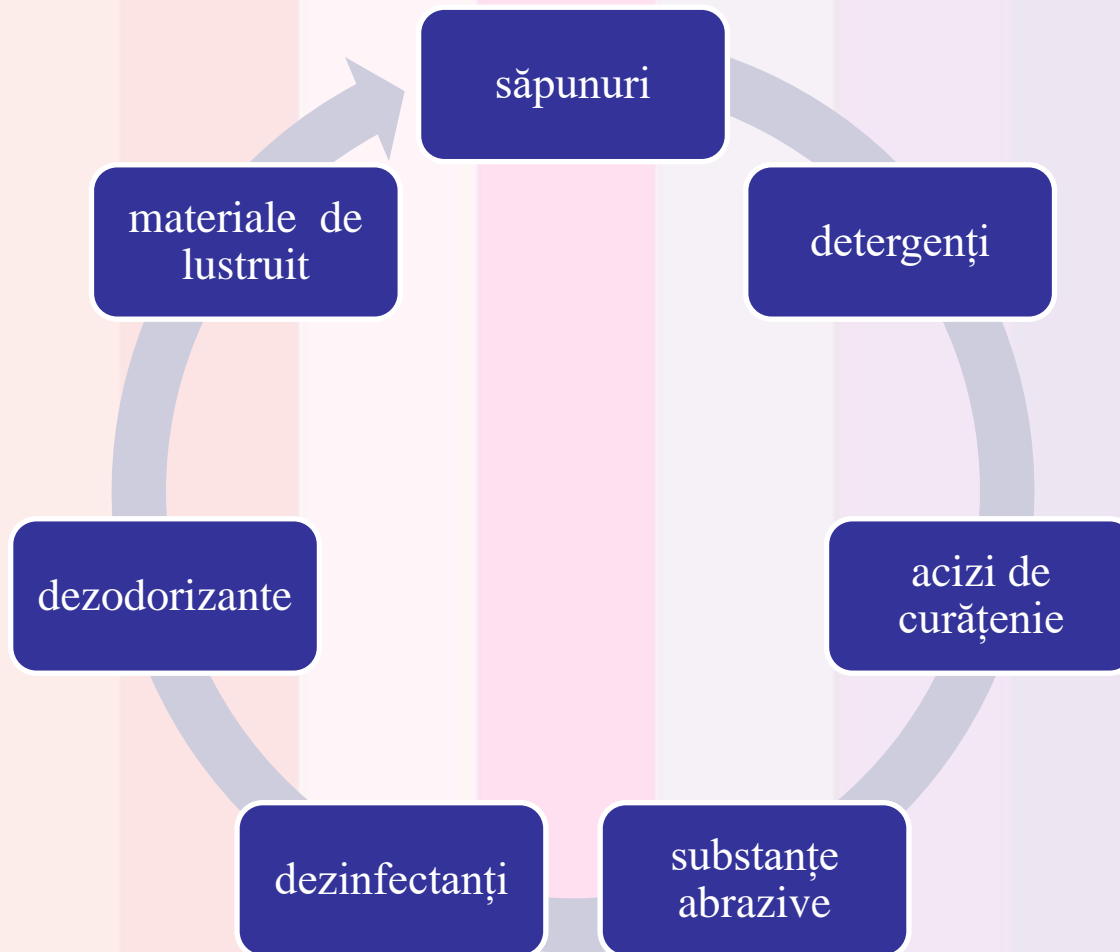 săpunuri
detergenți
acizi de
curățenie
substanțe
abrazive
dezinfectanți
dezodorizante
materiale  de
lustruit